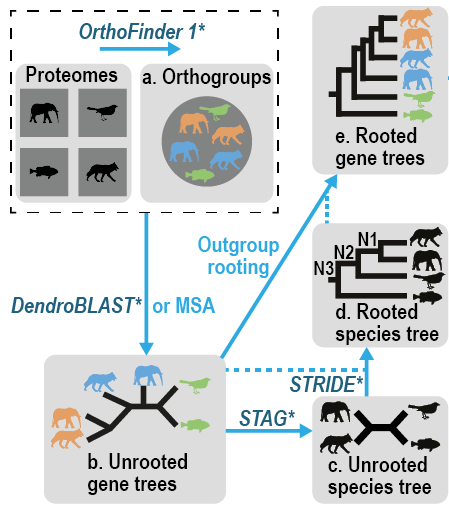 OrthoFinder 1*
Proteomes
a. Orthogroups
e. Rooted
gene trees
Outgroup
rooting
N1
N2
N3
d. Rooted
species tree
DendroBLAST* or MSA
STRIDE*
STAG*
b. Unrooted
gene trees
c. Unrooted
species tree